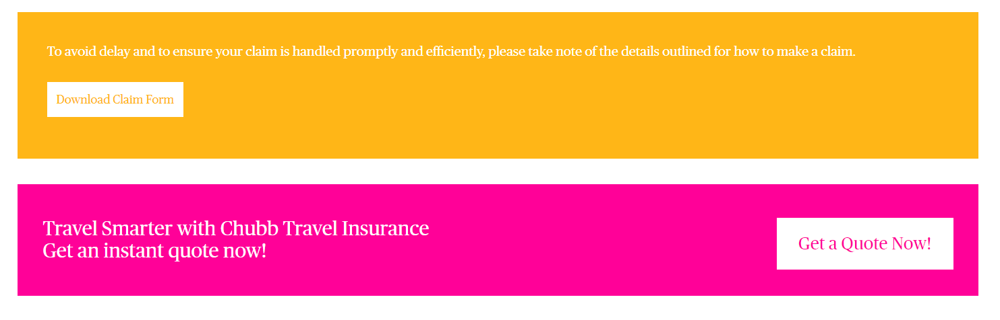 To avoid delay and to ensure your claim is handled promptly and efficiently, please take note of the details outlined for how to make a claim.
Download Claim Form
Travel Smarter with Chubb Travel Insurance
Get an instant quote now!
Get a Quote Now!